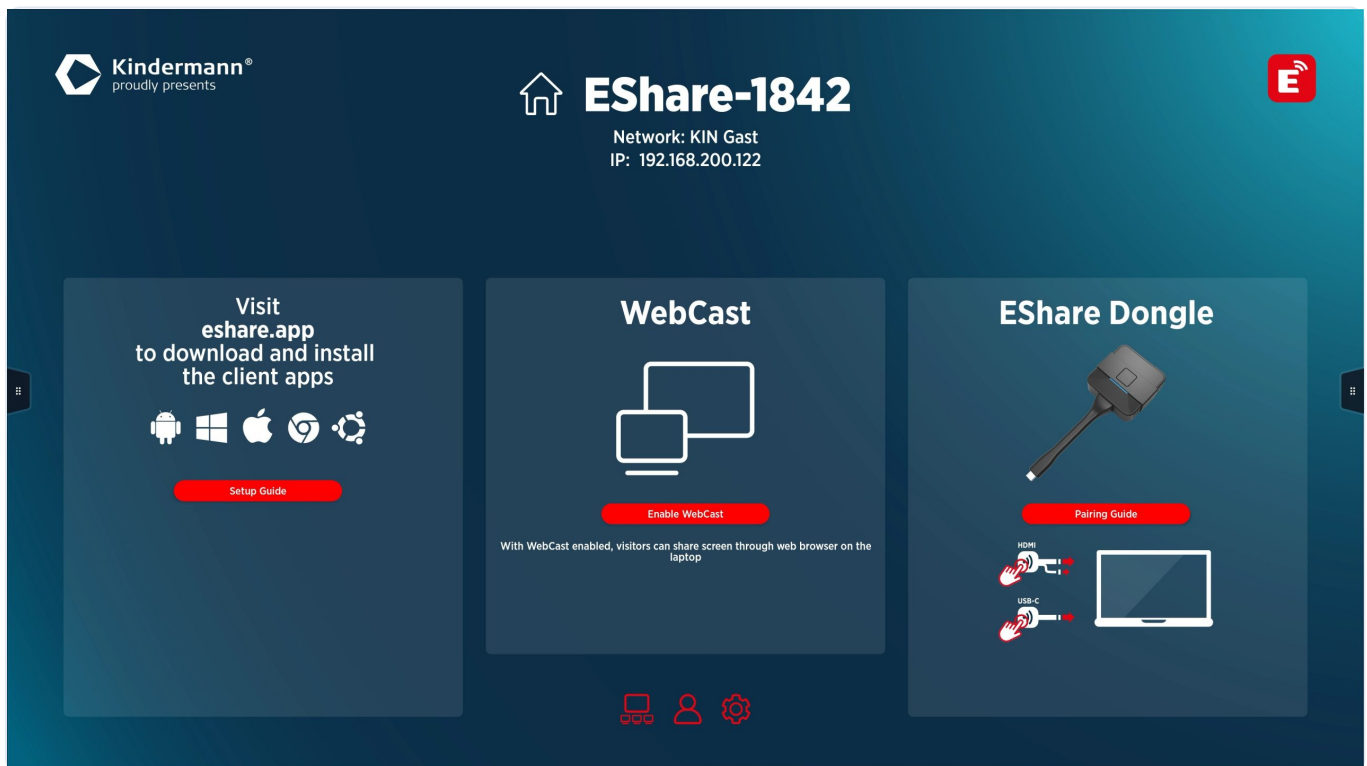 Kindermann®
proudly presents
EShare-1842
Network: KIN Gast
IP: 192.168.200.122
E
Visit
eshare.app
to download and install
the client apps
Setup Guide
WebCast
Enable WebCast
With WebCast enabled, visitors can share screen through web browser on the
laptop
EShare Dongle
Pairing Guide
HDMI
USB-C